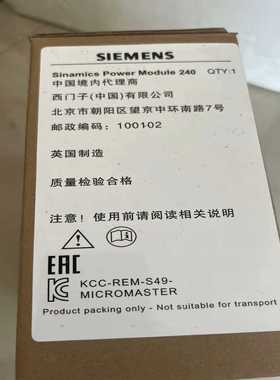 SIEMENS
Sinamics Power Module 240 QTY:1
中国境内代理商
西门子(中国)有限公司
北京市朝阳区望京中环南路7号
邮政编码：100102
英国制造
质量检验合格
注意！使用前请阅读相关说明
EAC
KCC-REM-S49-
MICROMASTER
Product packing only - Not suitable for transport